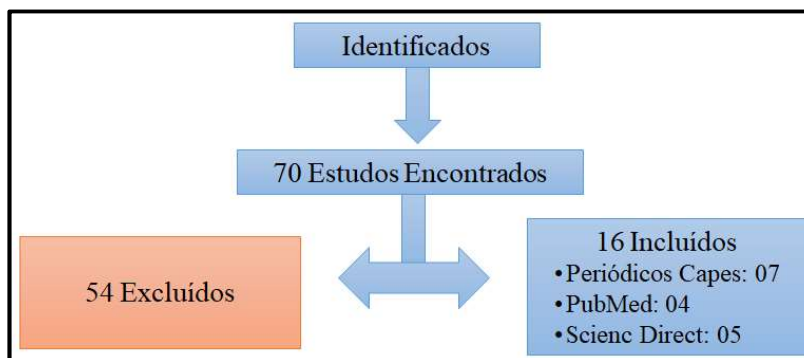 Identificados
70 Estudos Encontrados
54 Excluídos
16 Incluídos
•Periódicos Capes: 07
•PubMed: 04
•Scienc Direct: 05